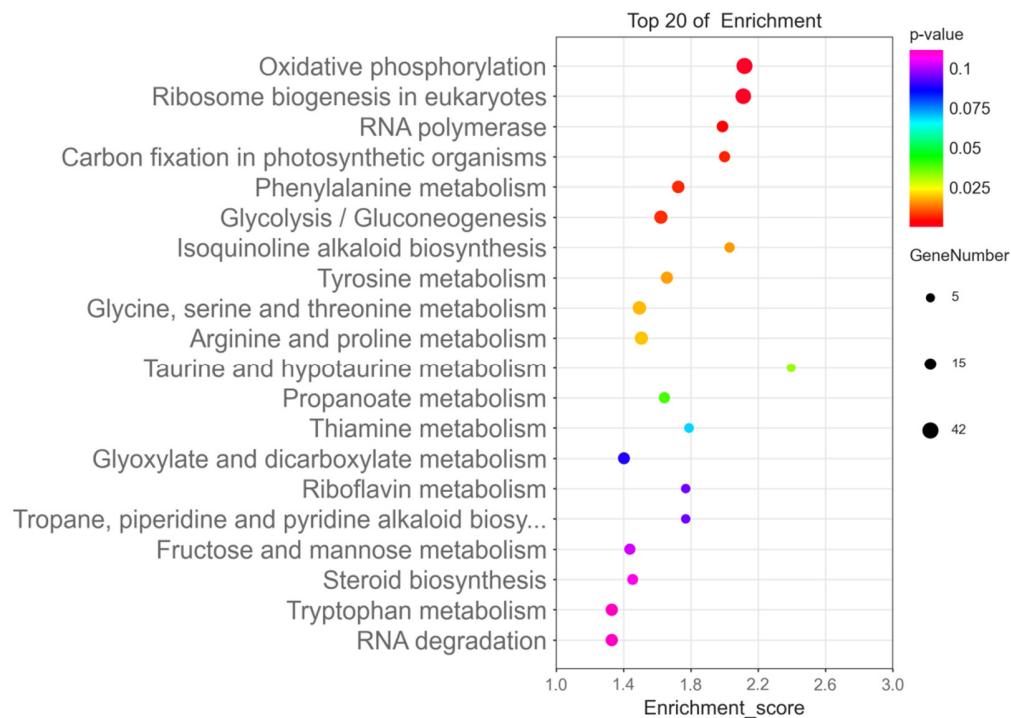 Top 20 of  Enrichment
Oxidative phosphorylation
Ribosome biogenesis in eukaryotes
RNA polymerase
Carbon fixation in photosynthetic organisms
Phenylalanine metabolism
Glycolysis / Gluconeogenesis
Isoquinoline alkaloid biosynthesis
Tyrosine metabolism
Glycine, serine and threonine metabolism
Arginine and proline metabolism
Taurine and hypotaurine metabolism
Propanoate metabolism
Thiamine metabolism
Glyoxylate and dicarboxylate metabolism
Riboflavin metabolism
Tropane, piperidine and pyridine alkaloid biosy...
Fructose and mannose metabolism
Steroid biosynthesis
Tryptophan metabolism
RNA degradation
1.0 1.4 1.8 2.2 2.6 3.0
Enrichment_score
p-value
0.1
0.075
0.05
0.025
GeneNumber
5
15
42